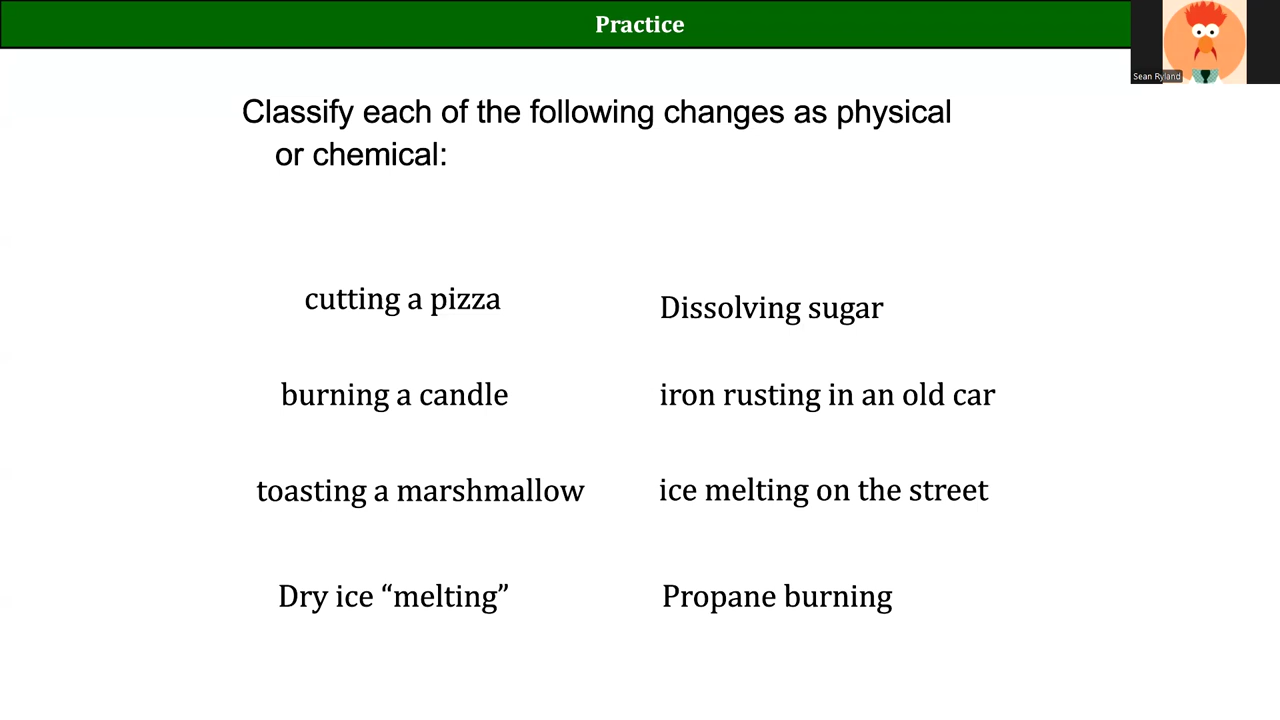 Practice
Sean Ryland
Classify each of the following changes as physical
or chemical:
cutting a pizza
Dissolving sugar
burning a candle
iron rusting in an old car
toasting a marshmallow
ice melting on the street
Dry ice “melting”
Propane burning